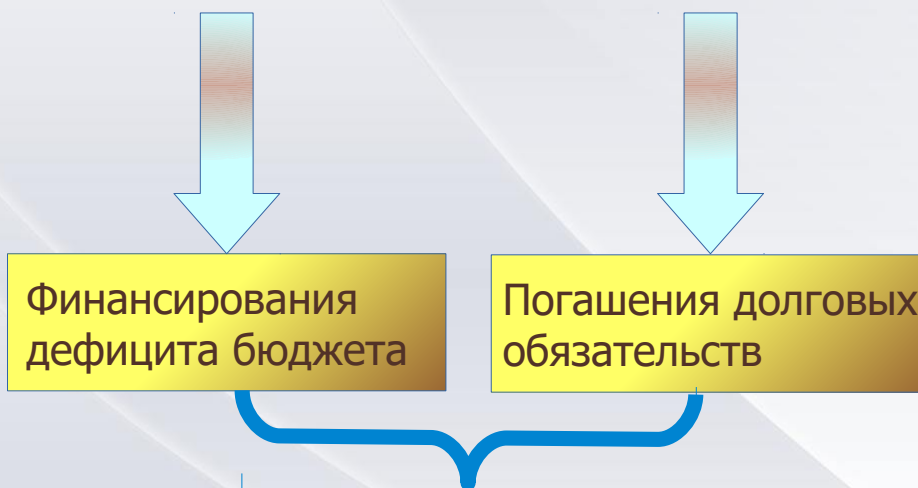 Финансирования
дефицита бюджета
Погашения долговых
обязательств